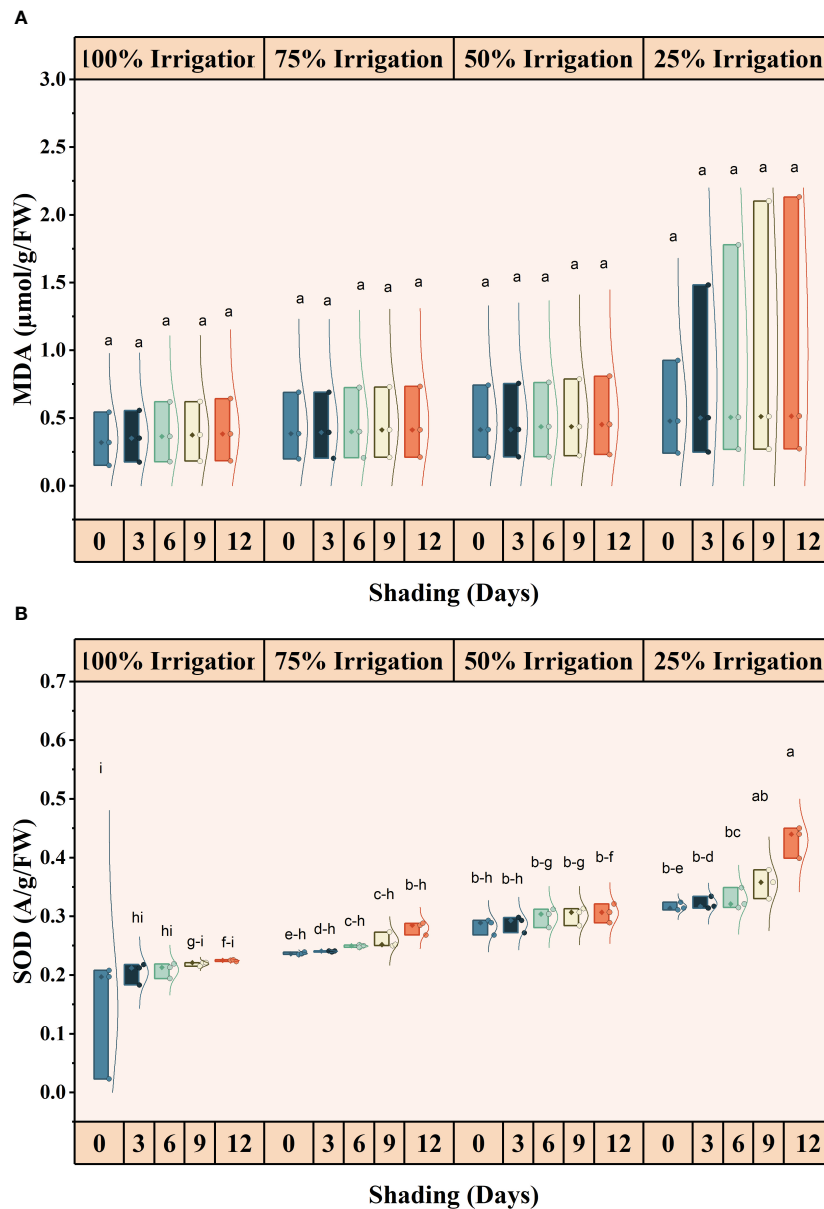 A
100% Irrigation 75% Irrigation 50% Irrigation 25% Irrigation
3.0
2.5
2.0
1.5
1.0
0.5
0.0
MDA (μmol/g/FW)
a a a a a a a a a a a a a a a a a a a a
0 3 6 9 12 0 3 6 9 12 0 3 6 9 12 0 3 6 9 12
Shading (Days)
B
100% Irrigation 75% Irrigation 50% Irrigation 25% Irrigation
0.7
0.6
0.5
0.4
0.3
0.2
0.1
0.0
SOD (A/g/FW)
i hi hi g-i f-i e-h d-h c-h c-h b-h b-h b-h b-g b-g b-f b-e b-d bc ab a
0 3 6 9 12 0 3 6 9 12 0 3 6 9 12 0 3 6 9 12
Shading (Days)